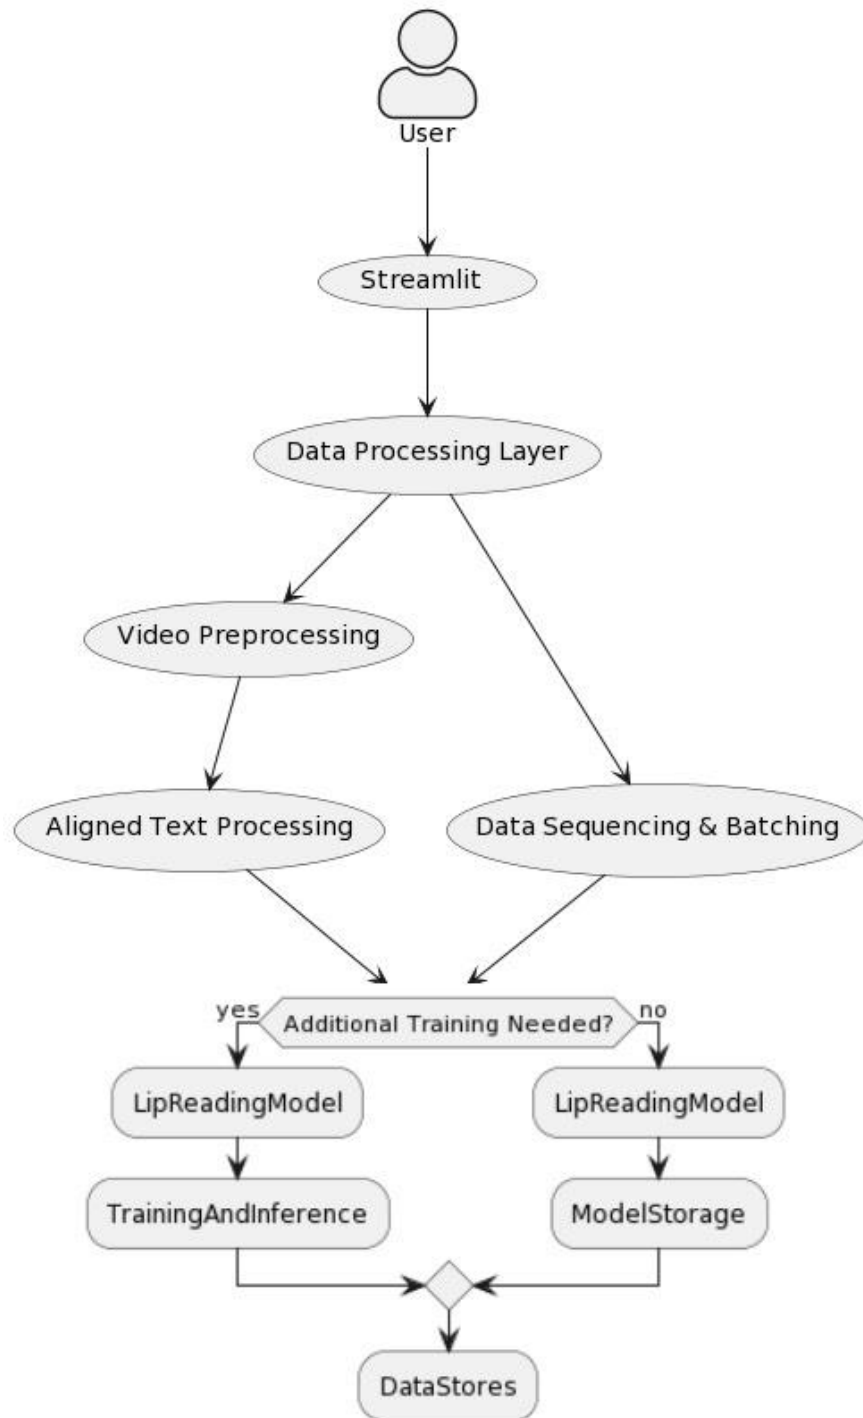 User
Streamlit
Data Processing Layer
Video Preprocessing
Aligned Text Processing
Data Sequencing & Batching
yes
Additional Training Needed?
no
LipReadingModel
LipReadingModel
TrainingAndInference
ModelStorage
DataStores